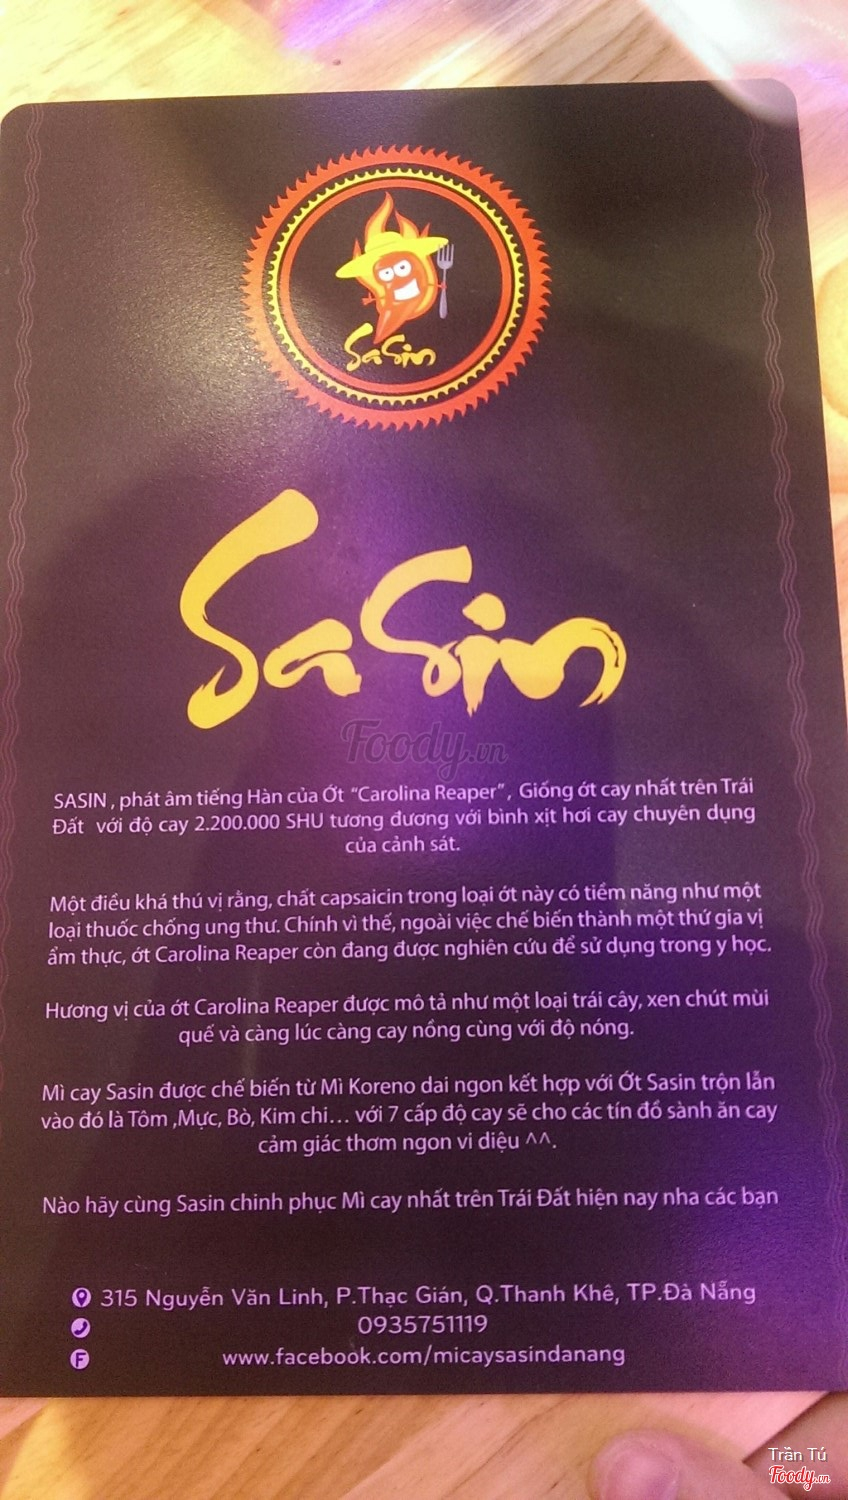 SaSin
SaSin
Foody.vn
SASIN , phát âm tiếng Hàn của Ớt "Carolina Reaper" , Giống ớt cay nhất trên Trái
Đất với độ cay 2.200.000 SHU tương đương với bình xịt hơi cay chuyên dụng
của cảnh sát.
Một điều khá thú vị rằng, chất capsaicin trong loại ớt này có tiềm năng như một
loại thuốc chống ung thư. Chính vì thế, ngoài việc chế biến thành một thứ gia vị
ẩm thực, ớt Carolina Reaper còn đang được nghiên cứu để sử dụng trong y học.
Hương vị của ớt Carolina Reaper được mô tả như một loại trái cây, xen chút mùi
quế và càng lúc càng cay nồng cùng với độ nóng.
Mì cay Sasin được chế biến từ Mì Koreno dai ngon kết hợp với Ớt Sasin trộn lẫn
vào đó là Tôm ,Mực, Bò, Kim chi... với 7 cấp độ cay sẽ cho các tín đồ sành ăn cay
cảm giác thơm ngon vi diệu ^^.
Nào hãy cùng Sasin chinh phục Mì cay nhất trên Trái Đất hiện nay nha các bạn
315 Nguyễn Văn Linh, P.Thạc Gián, Q.Thanh Khê, TP.Đà Nẵng
0935751119
F www.facebook.com/micaysasindanang
Trần Tú
Foody.vn